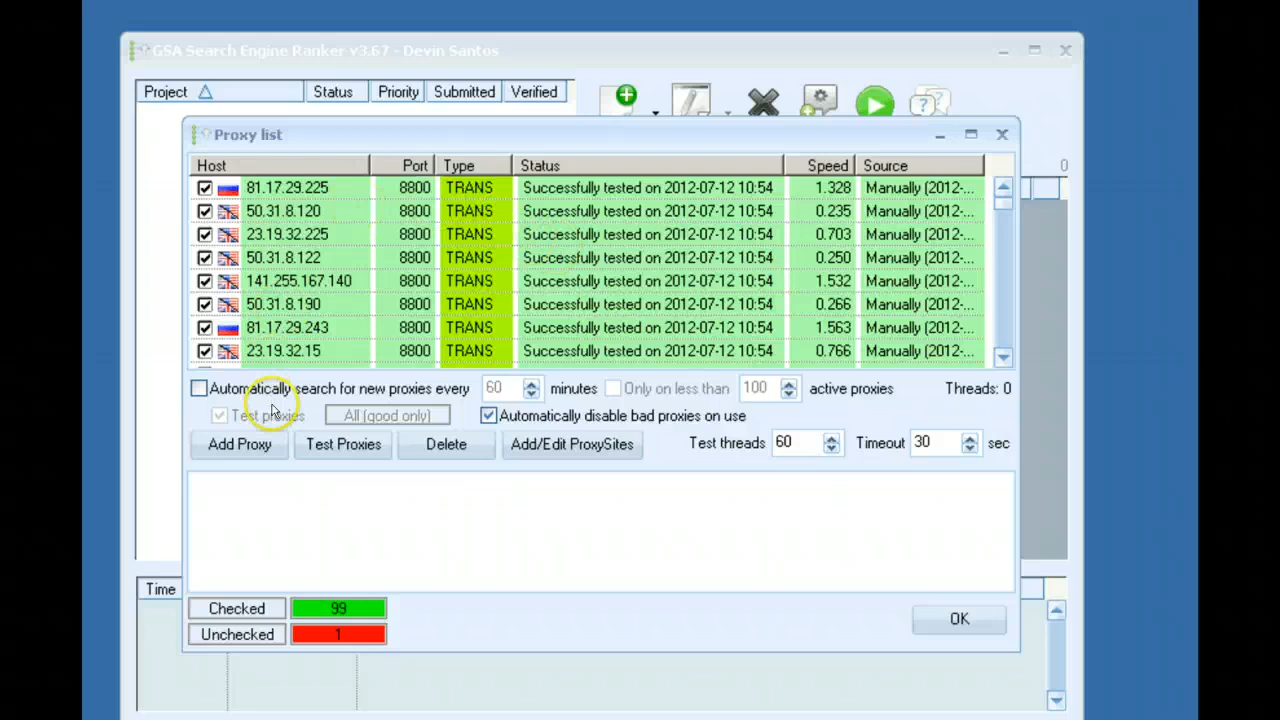 GSA Search Engine Ranker v3.67 - Devin Santos
Project Status Priority Submitted Verified
Proxy list
Host Port Type Status Speed Source 0
81.17.29.225 8800 TRANS Successfully tested on 2012-07-12 10:54 1.328 Manually (2012-...
50.31.8.120 8800 TRANS Successfully tested on 2012-07-12 10:54 0.235 Manually (2012-...
23.19.32.225 8800 TRANS Successfully tested on 2012-07-12 10:54 0.703 Manually (2012-...
50.31.8.122 8800 TRANS Successfully tested on 2012-07-12 10:54 0.250 Manually (2012-...
141.255.167.140 8800 TRANS Successfully tested on 2012-07-12 10:54 1.532 Manually (2012-...
50.31.8.190 8800 TRANS Successfully tested on 2012-07-12 10:54 0.266 Manually (2012-...
81.17.29.243 8800 TRANS Successfully tested on 2012-07-12 10:54 1.563 Manually (2012-...
23.19.32.15 8800 TRANS Successfully tested on 2012-07-12 10:54 0.766 Manually (2012-...
Automatically search for new proxies every 60 minutes Only on less than 100 active proxies Threads: 0
Test proxies All (good only) Automatically disable bad proxies on use
Add Proxy Test Proxies Delete Add/Edit ProxySites Test threads 60 Timeout 30 sec
Time
Checked 99
OK
Unchecked 1